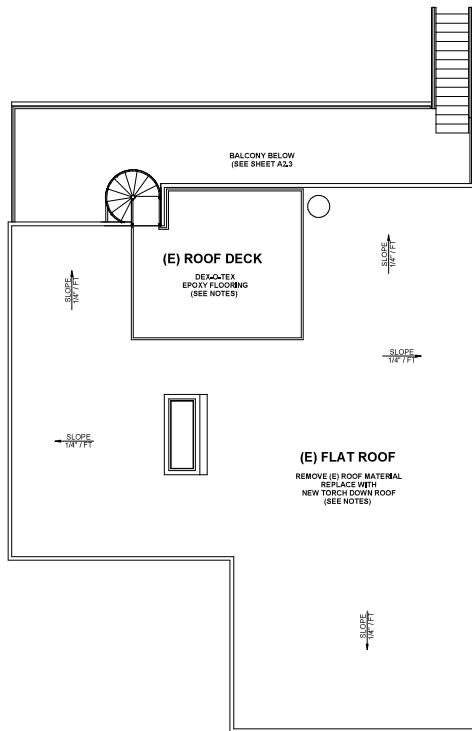 BALCONY BELOW
(SEE SHEET A2.3
(E) ROOF DECK
DEX-O-TEX
EPOXY FLOORING
(SEE NOTES)
SLOPE
1/4" / FT
SLOPE
1/4" / FT
SLOPE
1/4" / FT
SLOPE
1/4" / FT
(E) FLAT ROOF
REMOVE (E) ROOF MATERIAL
REPLACE WITH
NEW TORCH DOWN ROOF
(SEE NOTES)
SLOPE
1/4" / FT